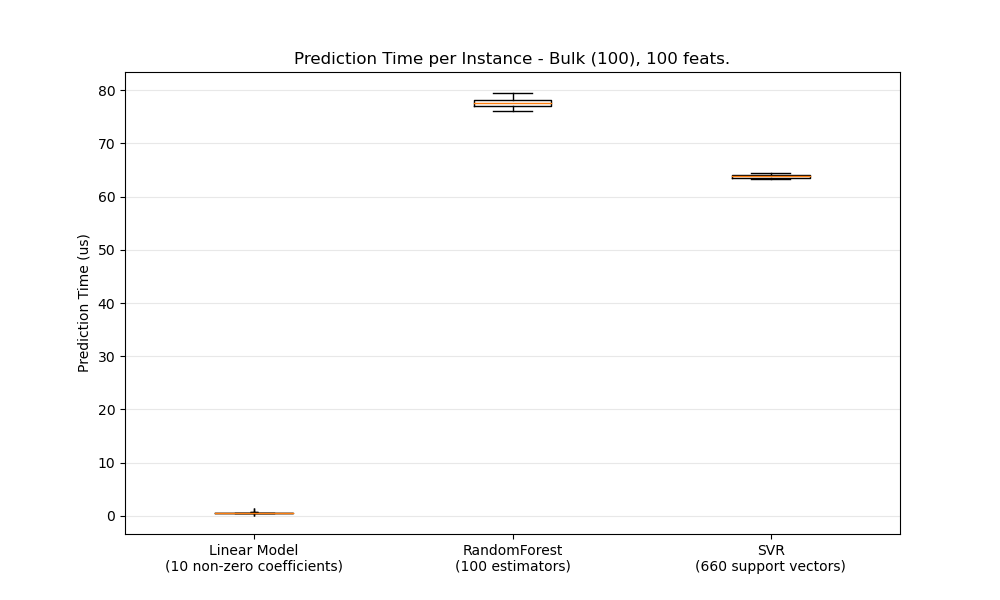 Prediction Time per Instance - Bulk (100), 100 feats.
80
70
60
50
40
30
20
10
0
Prediction Time (us)
Linear Model
(10 non-zero coefficients)
RandomForest
(100 estimators)
SVR
(660 support vectors)